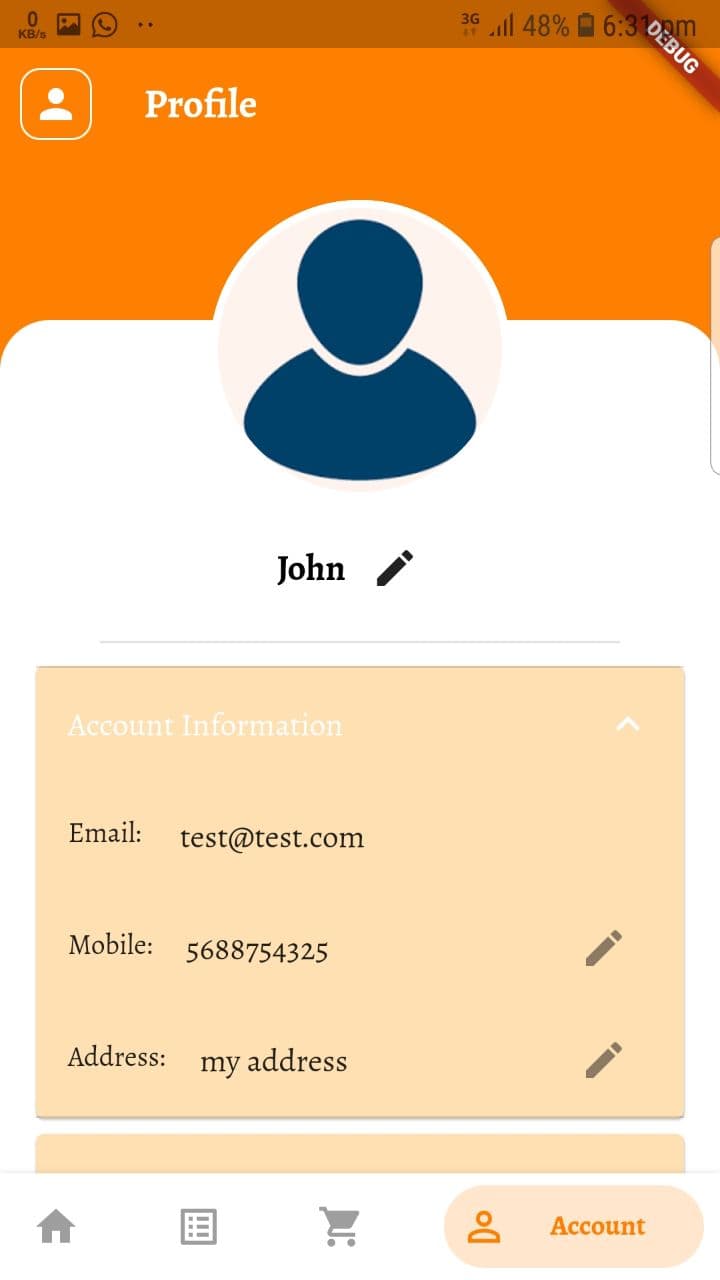 0
KB/s
3G 48% 6:31 pm
DEBUG
Profile
John
Account Information
Email: test@test.com
Mobile: 5688754325
Address: my address
Account